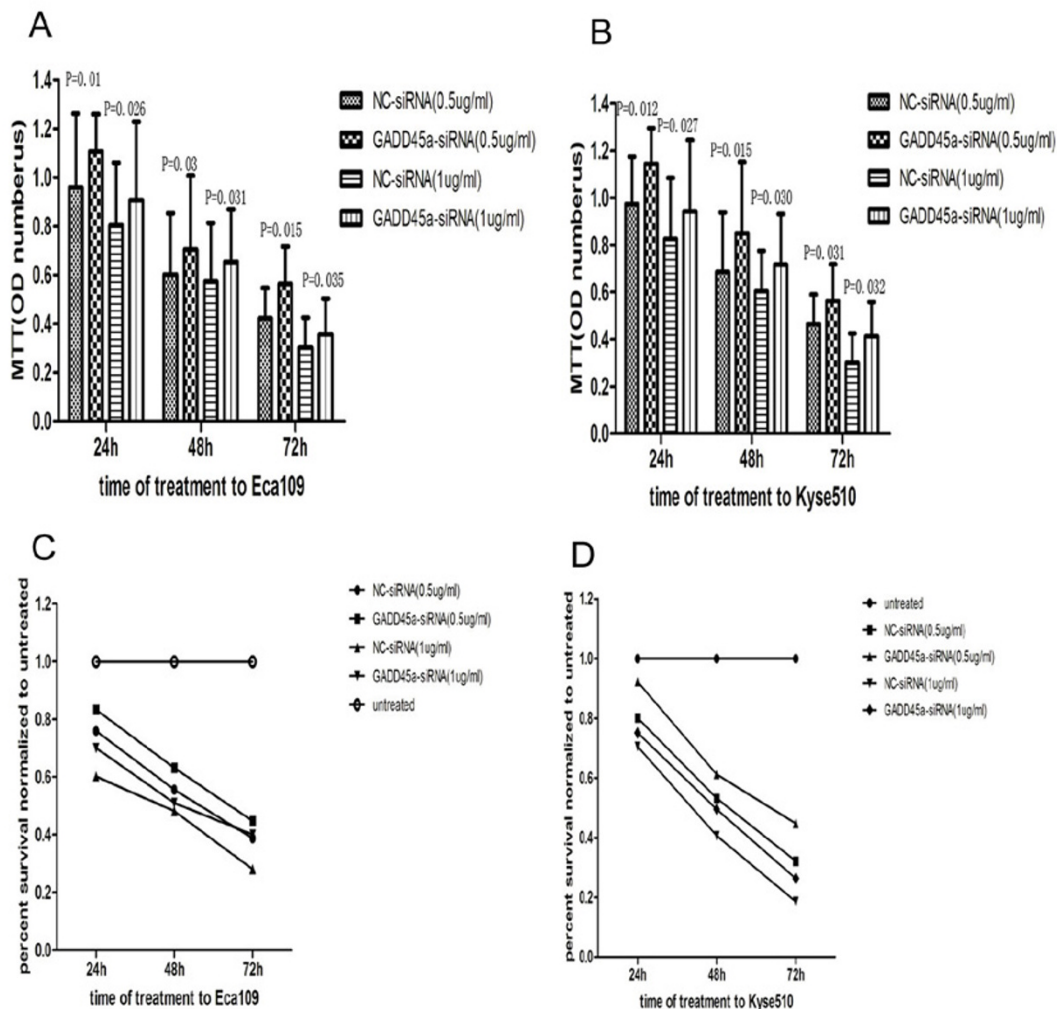 A
MTT(OD numberus)
1.4
1.2
1.0
0.8
0.6
0.4
0.2
0.0
P=0.01
P=0.026
P=0.03
P=0.031
P=0.015
P=0.035
24h
48h
72h
time of treatment to Eca109
NC-siRNA(0.5ug/ml)
GADD45a-siRNA(0.5ug/ml)
NC-siRNA(1ug/ml)
GADD45a-siRNA(1ug/ml)
B
MTT(OD numberus)
1.4
1.2
1.0
0.8
0.6
0.4
0.2
0.0
P=0.012
P=0.027
P=0.015
P=0.030
P=0.031
P=0.032
24h
48h
72h
time of treatment to Kyse510
NC-siRNA(0.5ug/ml)
GADD45a-siRNA(0.5ug/ml)
NC-siRNA(1ug/ml)
GADD45a-siRNA(1ug/ml)
C
percent survival normalized to untreated
1.2
1.0
0.8
0.6
0.4
0.2
0.0
24h
48h
72h
time of treatment to Eca109
NC-siRNA(0.5ug/ml)
GADD45a-siRNA(0.5ug/ml)
NC-siRNA(1ug/ml)
GADD45a-siRNA(1ug/ml)
untreated
D
percent survival normalized to untreated
1.2
1.0
0.8
0.6
0.4
0.2
0.0
24h
48h
72h
time of treatment to Kyse510
untreated
NC-siRNA(0.5ug/ml)
GADD45a-siRNA(0.5ug/ml)
NC-siRNA(1ug/ml)
GADD45a-siRNA(1ug/ml)